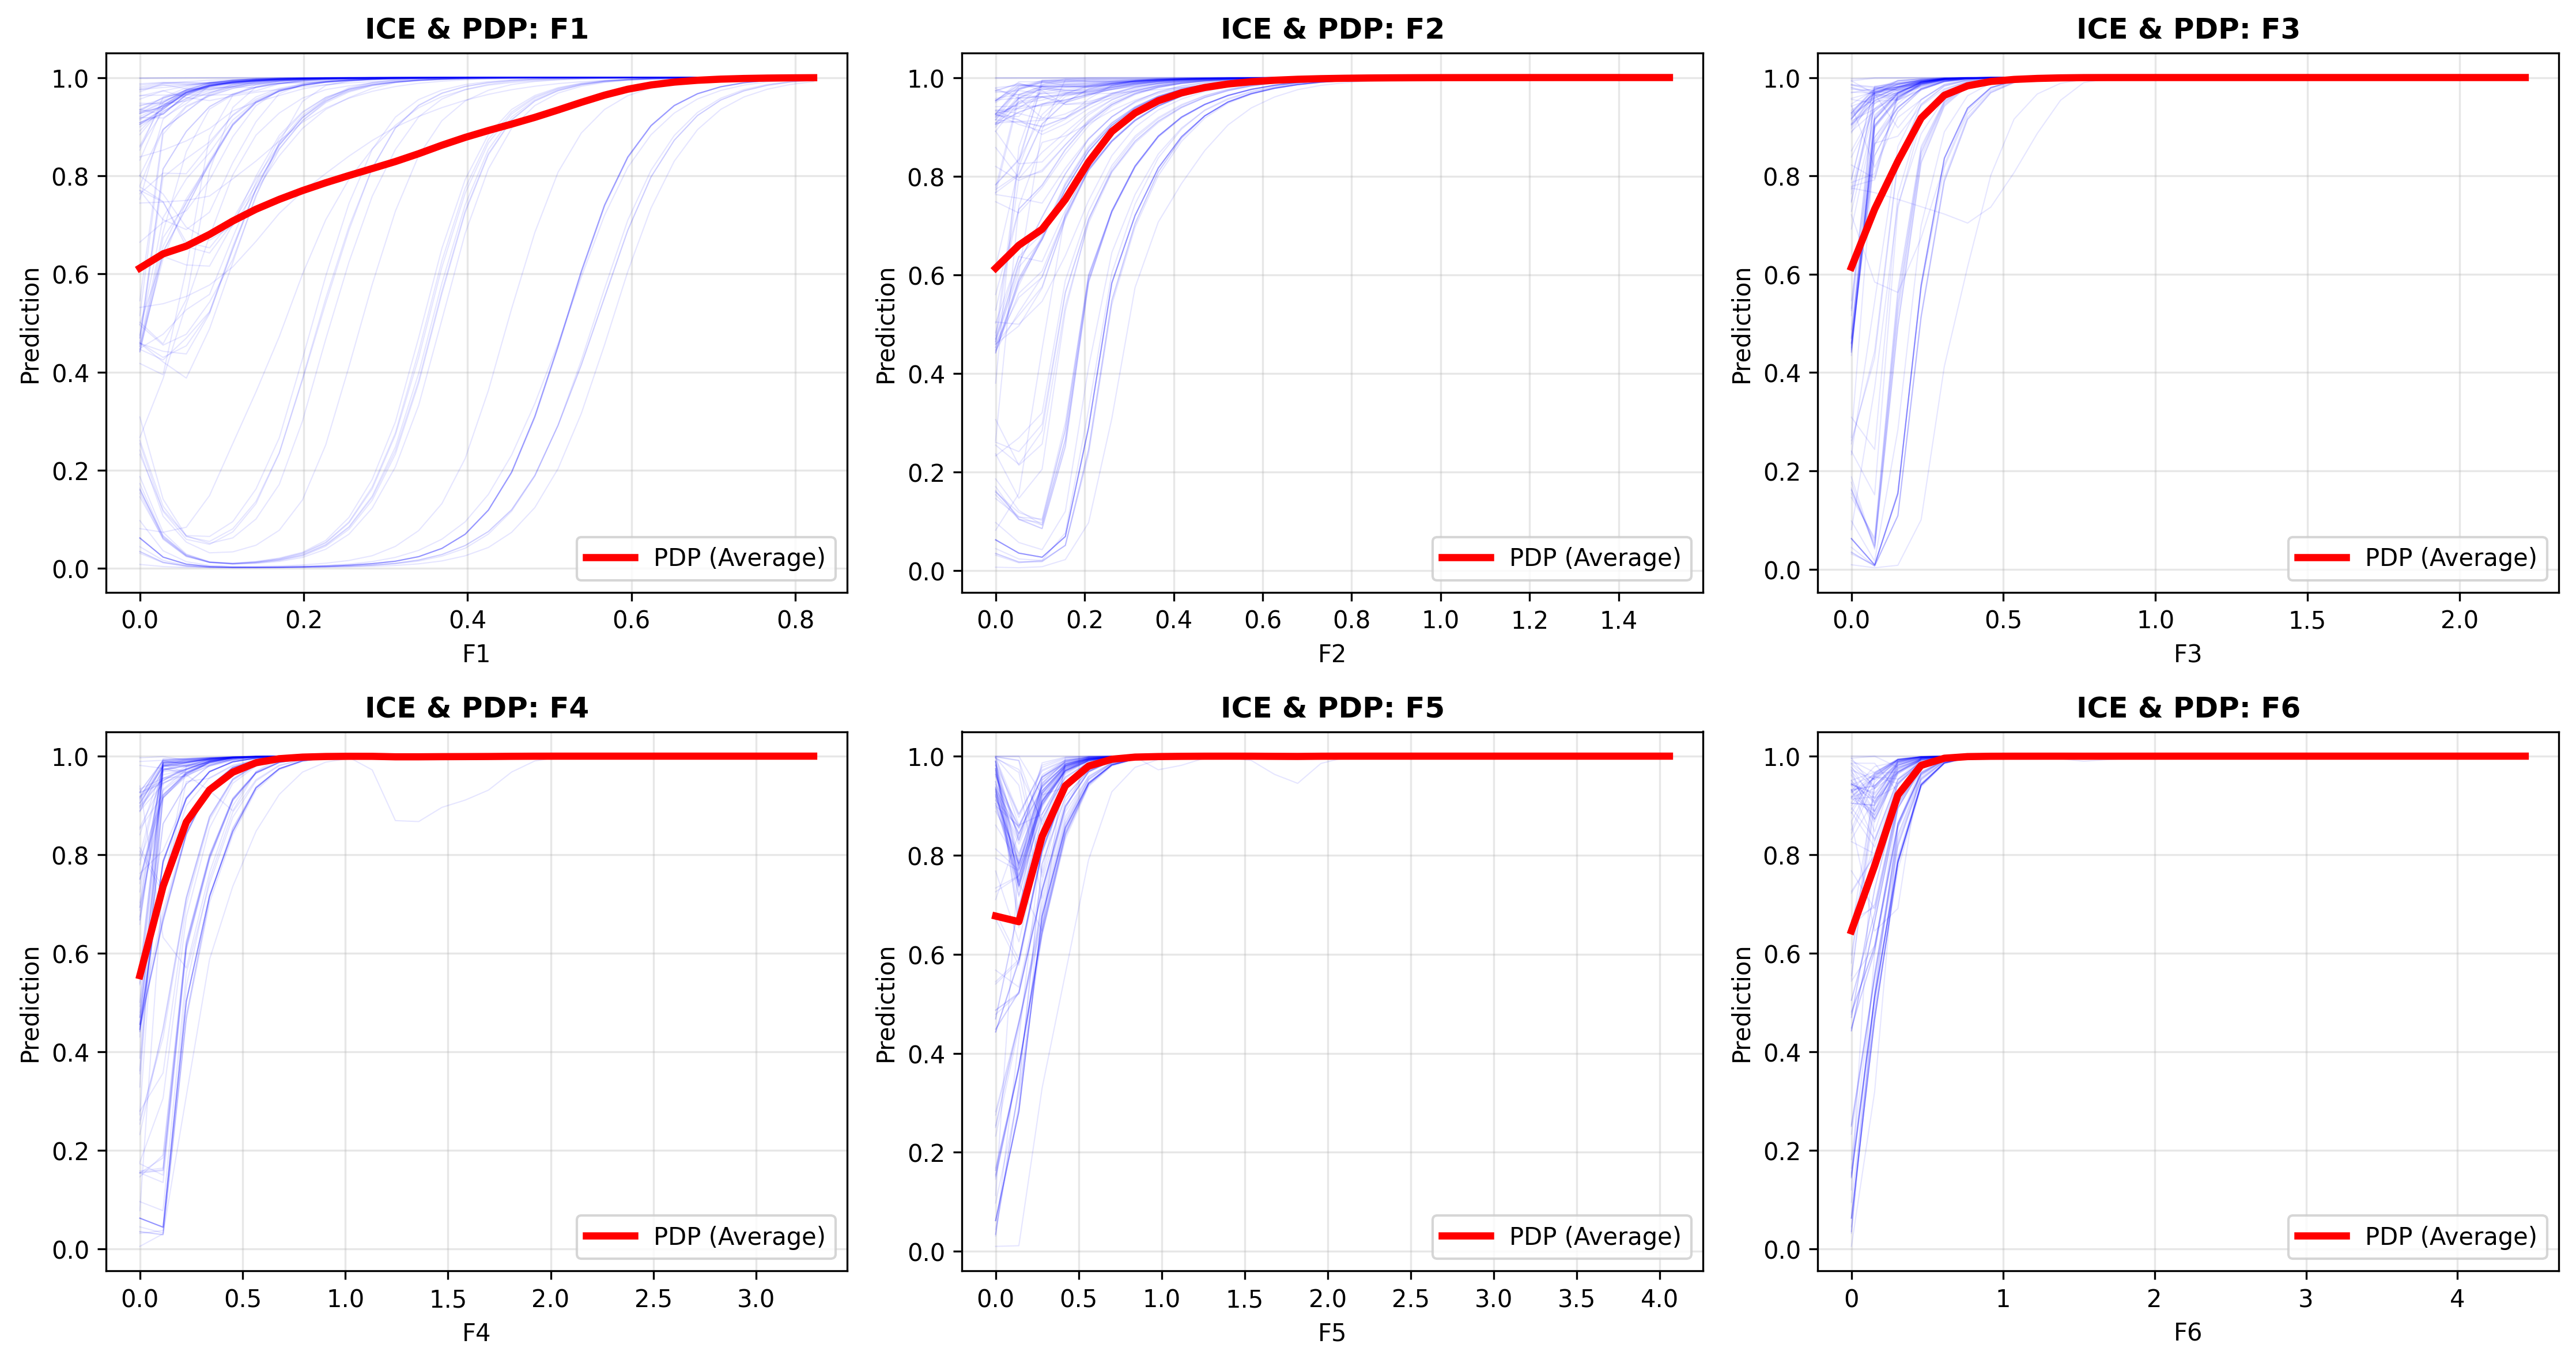 ICE & PDP: F1
1.0
0.8
0.6
0.4
0.2
0.0
Prediction
PDP (Average)
0.0 0.2 0.4 0.6 0.8
F1
ICE & PDP: F2
1.0
0.8
0.6
0.4
0.2
0.0
Prediction
PDP (Average)
0.0 0.2 0.4 0.6 0.8 1.0 1.2 1.4
F2
ICE & PDP: F3
1.0
0.8
0.6
0.4
0.2
0.0
Prediction
PDP (Average)
0.0 0.5 1.0 1.5 2.0
F3
ICE & PDP: F4
1.0
0.8
0.6
0.4
0.2
0.0
Prediction
PDP (Average)
0.0 0.5 1.0 1.5 2.0 2.5 3.0
F4
ICE & PDP: F5
1.0
0.8
0.6
0.4
0.2
0.0
Prediction
PDP (Average)
0.0 0.5 1.0 1.5 2.0 2.5 3.0 3.5 4.0
F5
ICE & PDP: F6
1.0
0.8
0.6
0.4
0.2
0.0
Prediction
PDP (Average)
0 1 2 3 4
F6